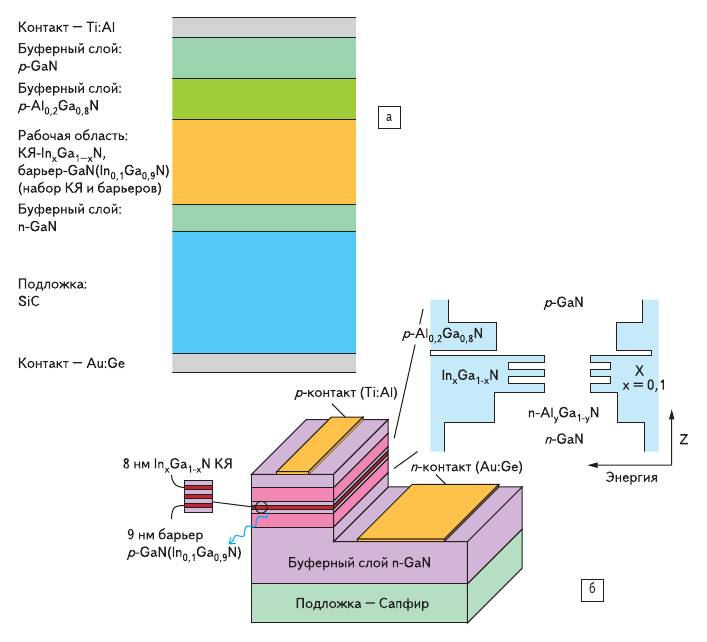 Контакт — Ti:Al
Буферный слой:
p-GaN
Буферный слой:
p-Al0,2Ga0,8N
Рабочая область:
КЯ-InxGa1–xN,
барьер-GaN(In0,1Ga0,9N)
(набор КЯ и барьеров)
Буферный слой:
n-GaN
Подложка:
SiC
Контакт — Au:Ge
а
p-GaN
p-Al0,2Ga0,8N
InxGa1-xN
X
x = 0,1
n-AlyGa1-yN
n-GaN
Z
Энергия
p-контакт (Ti:Al)
n-контакт (Au:Ge)
8 нм InxGa1-xN КЯ
9 нм барьер
p-GaN(In0,1Ga0,9N)
Буферный слой n-GaN
Подложка — Сапфир
б